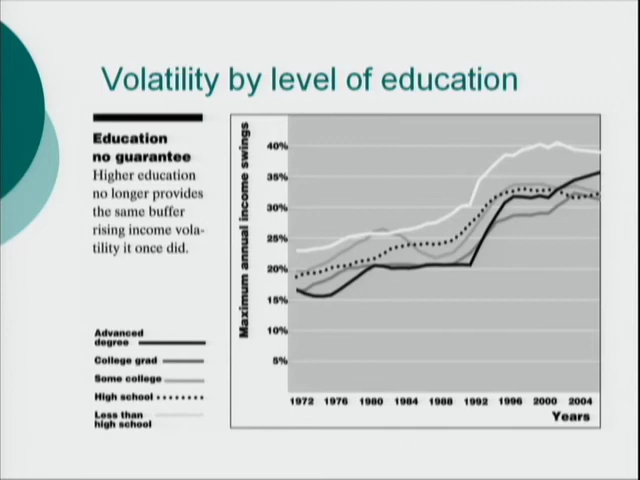 Volatility by level of education
Education
no guarantee
Higher education
no longer provides
the same buffer
rising income vola-
tility it once did.
Advanced
degree
College grad
Some college
High school
Less than
high school
Maximum annual income swings
40%
35%
30%
25%
20%
15%
10%
5%
1972 1976 1980 1984 1988 1992 1996 2000 2004
Years